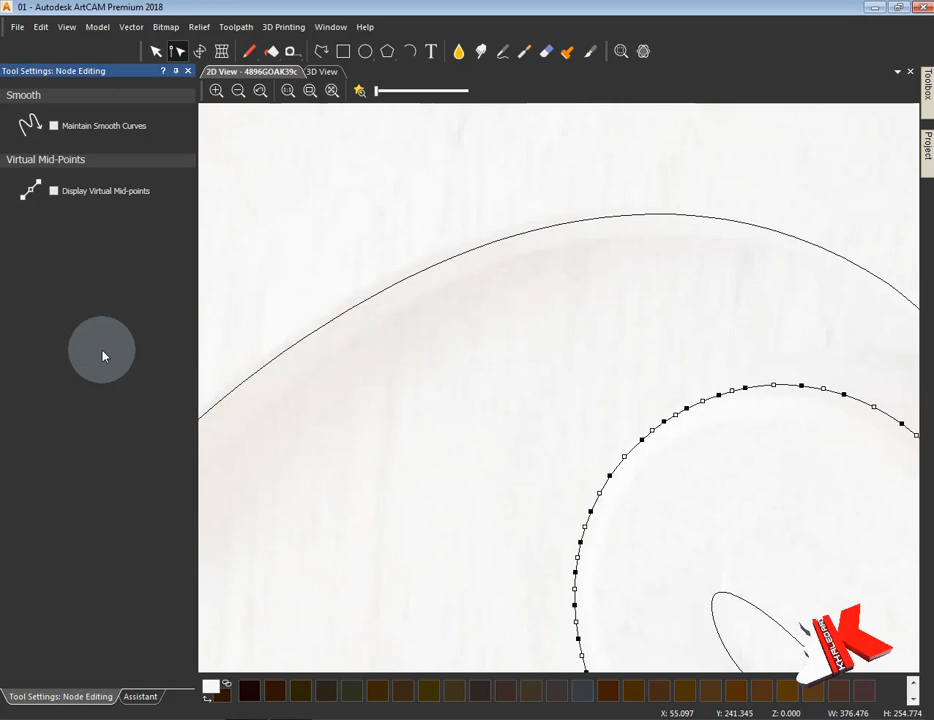 01 - Autodesk ArtCAM Premium 2018
File Edit View Model Vector Bitmap Relief Toolpath 3D Printing Window Help
Tool Settings: Node Editing
2D View - 4896GOAK39c 3D View
Smooth
Maintain Smooth Curves
Virtual Mid-Points
Display Virtual Mid-points
Toolbox
Project
KHALEDART
Tool Settings: Node Editing Assistant
X: 55.097 Y: 241.345 Z: 0.000 W: 376.476 H: 254.774